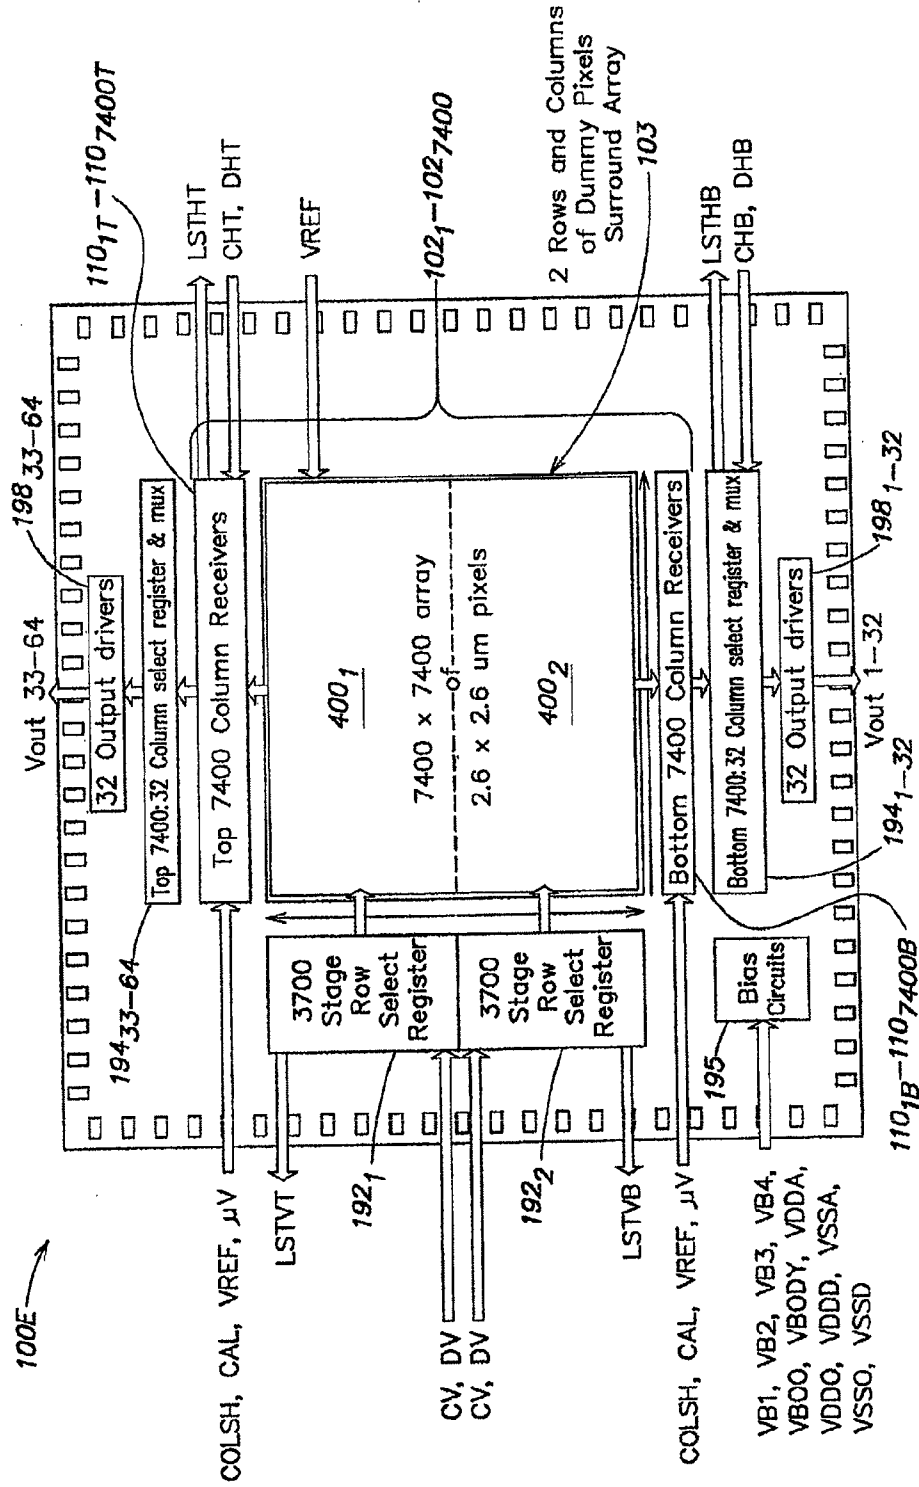 100E
Vout 33–64
198 33–64
32 Output drivers
Top 7400:32 Column select register & mux
194 33–64
110 1T–110 7400T
Top 7400 Column Receivers
LSTHT
CHT, DHT
VREF
COLSH, CAL, VREF, µV
LSTVT
192 1
3700
Stage
Row
Select
Register
CV, DV
CV, DV
3700
Stage
Row
Select
Register
192 2
LSTVB
400 1
7400 x 7400 array
of
2.6 x 2.6 um pixels
400 2
102 1–102 7400
2 Rows and Columns
of Dummy Pixels
Surround Array
103
COLSH, CAL, VREF, µV
Bottom 7400 Column Receivers
LSTHB
CHB, DHB
Bottom 7400:32 Column select register & mux
32 Output drivers
198 1–32
Vout 1–32
194 1–32
110 1B–110 7400B
195
Bias
Circuits
VB1, VB2, VB3, VB4,
VB00, VBODY, VDDA,
VDDO, VDDD, VSSA,
VSSO, VSSD